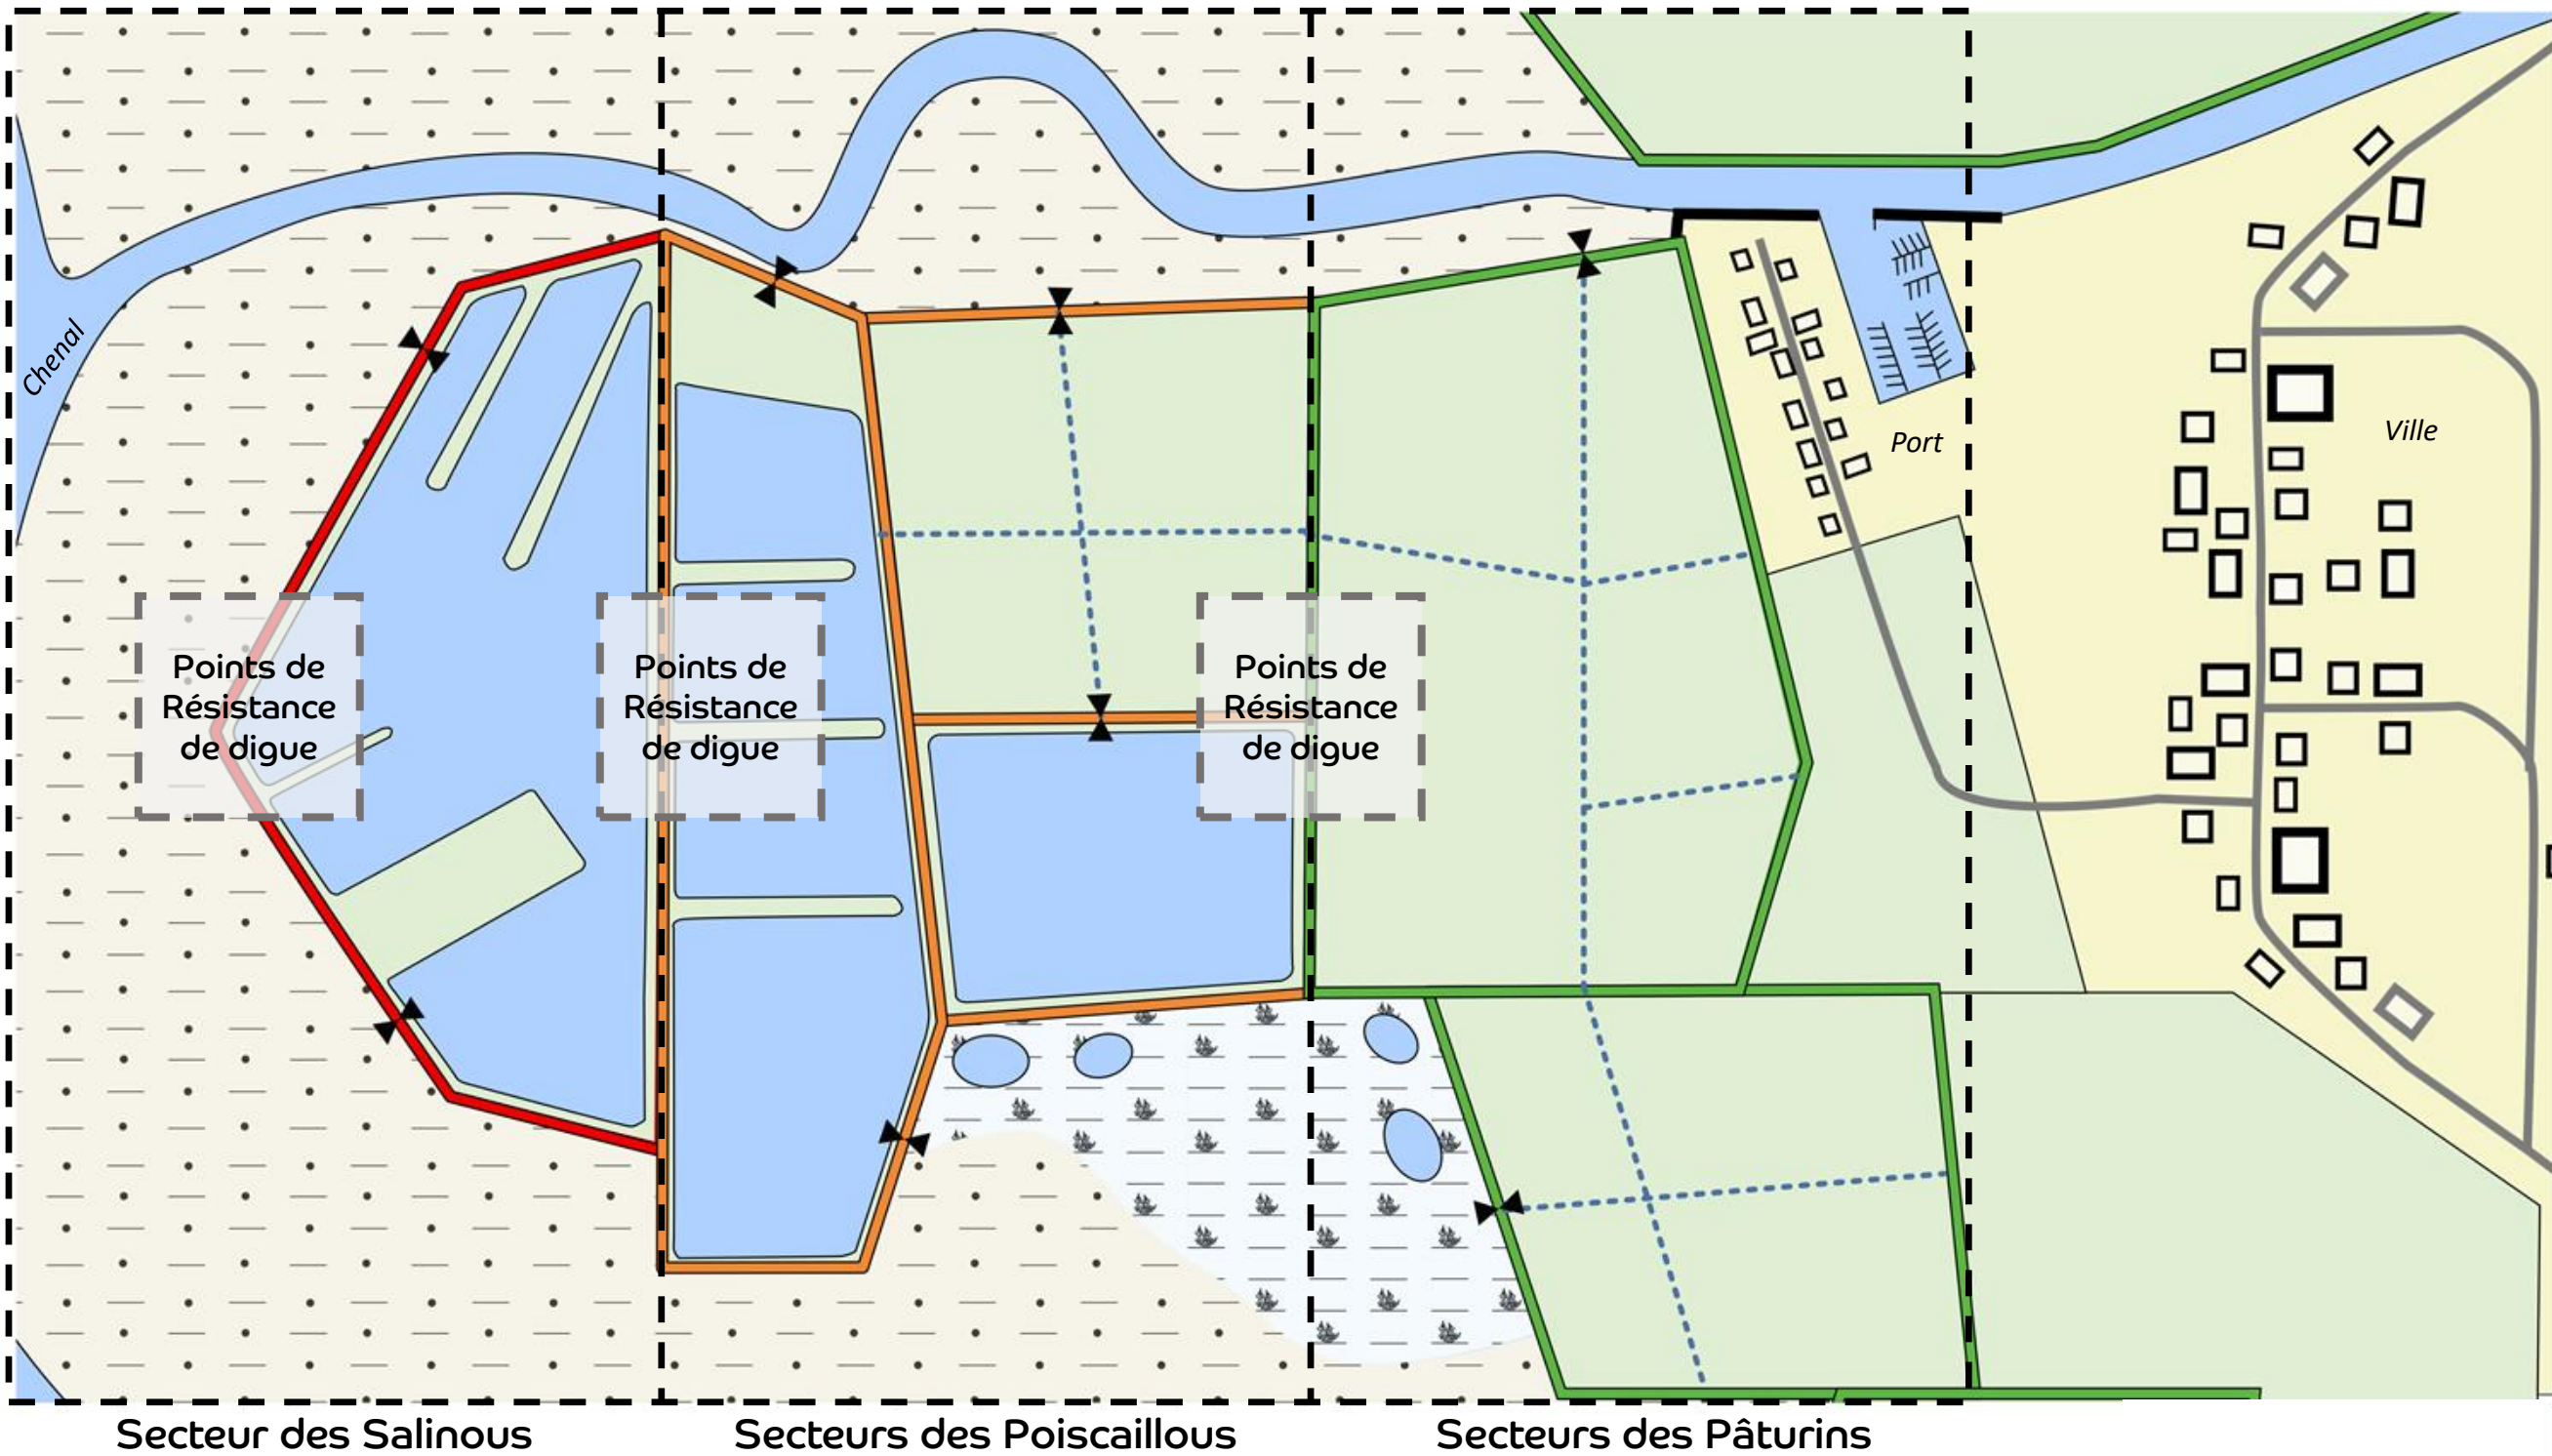 Chenal
Port
Ville
Points de
Résistance
de digue
Points de
Résistance
de digue
Points de
Résistance
de digue
Secteur des Salinous
Secteurs des Poiscaillous
Secteurs des Pâturins